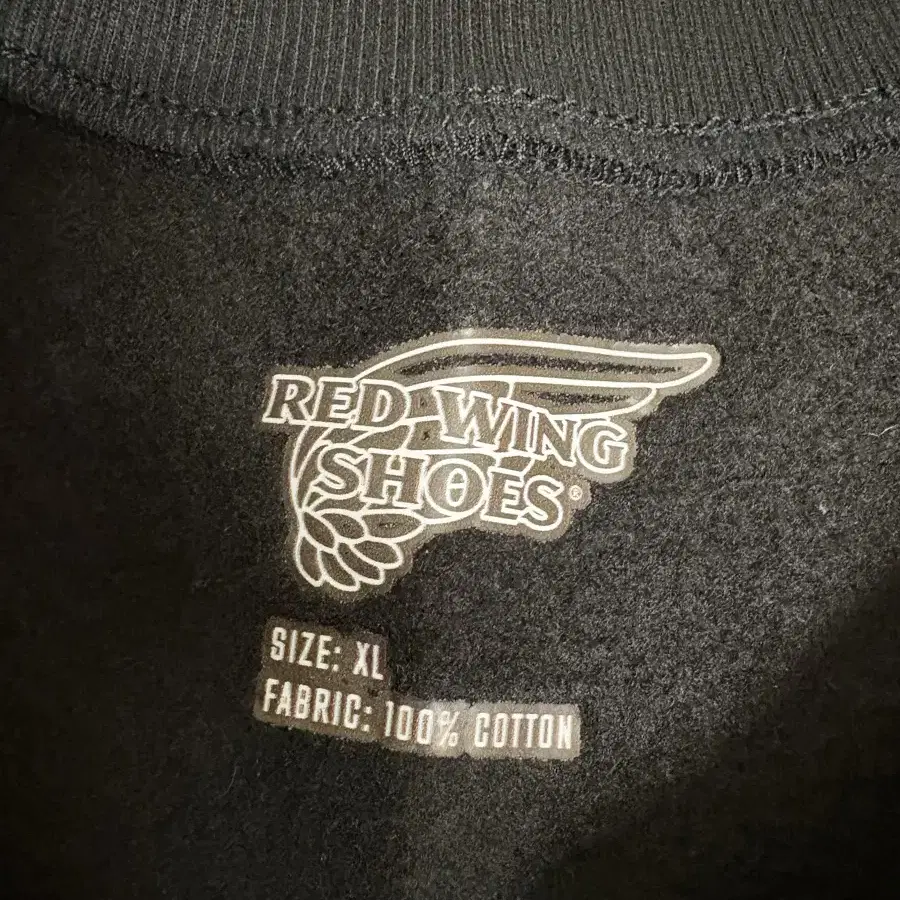 RED WING
SHOES®
SIZE: XL
FABRIC: 100% COTTON